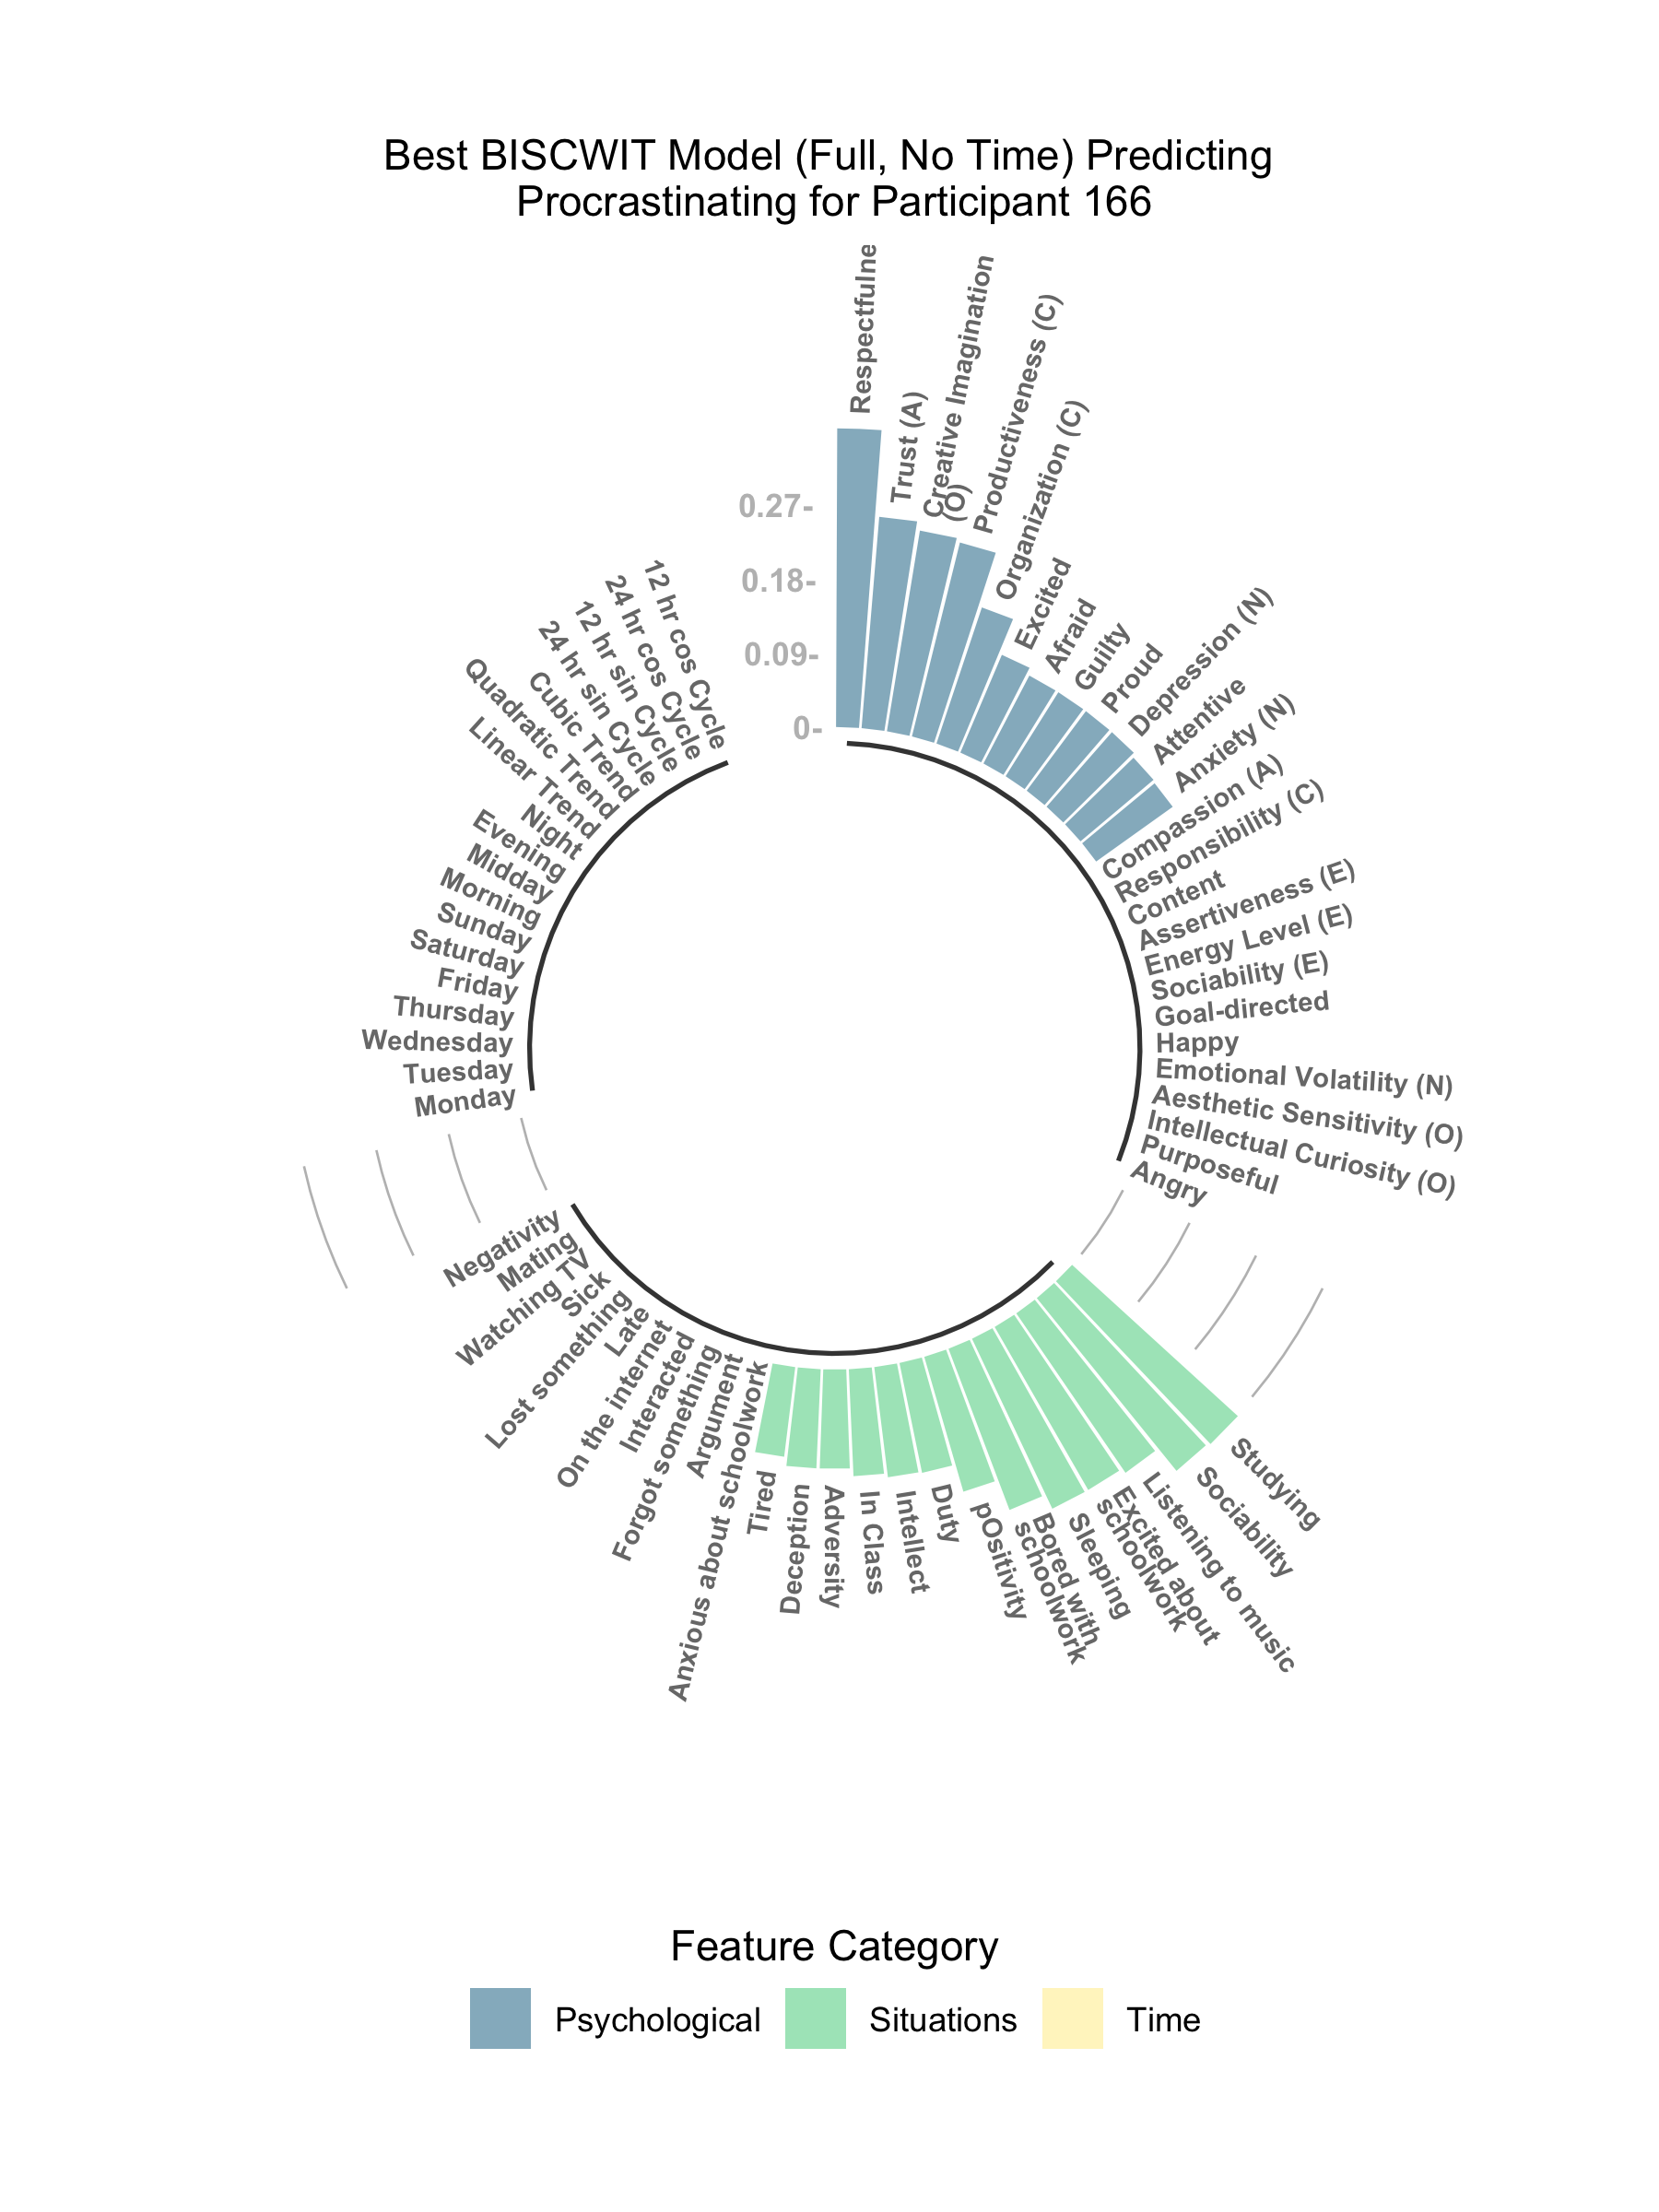 Best BISCWIT Model (Full, No Time) Predicting
Procrastinating for Participant 166
0.27-
0.18-
0.09-
0-
Respectfulne
Trust (A)
Creative Imagination
(O)
Productiveness (C)
Organization (C)
Excited
Afraid
Guilty
Proud
Depression (N)
Attentive
Anxiety (N)
Compassion (A)
Responsibility (C)
Content
Assertiveness (E)
Energy Level (E)
Sociability (E)
Goal-directed
Happy
Emotional Volatility (N)
Aesthetic Sensitivity (O)
Intellectual Curiosity (O)
Purposeful
Angry
Studying
Sociability
Listening to music
Excited about
schoolwork
Sleeping
Bored with
schoolwork
pOsitivity
Duty
Intellect
In Class
Adversity
Deception
Tired
Anxious about schoolwork
Argument
Forgot something
Interacted
On the internet
Late
Lost something
Sick
Watching TV
Mating
Negativity
Monday
Tuesday
Wednesday
Thursday
Friday
Saturday
Sunday
Morning
Midday
Evening
Night
Linear Trend
Quadratic Trend
Cubic Trend
24 hr sin Cycle
12 hr sin Cycle
24 hr cos Cycle
12 hr cos Cycle
Feature Category
Psychological
Situations
Time